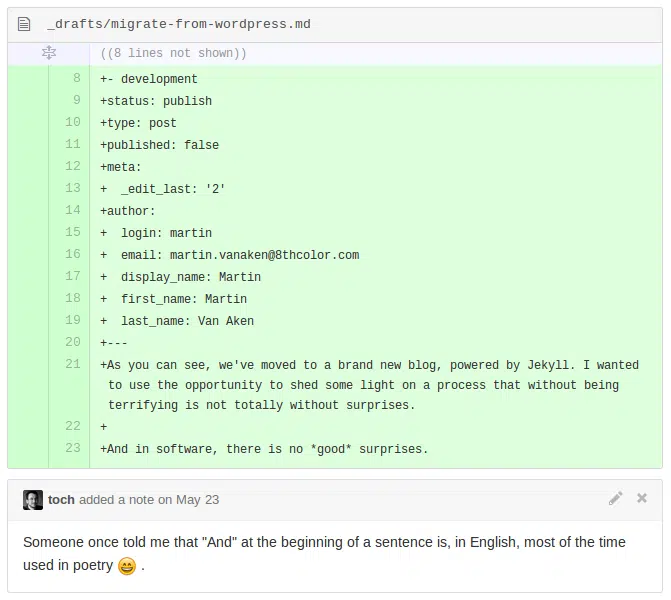 _drafts/migrate-from-wordpress.md
((8 lines not shown))
8 +- development
9 +status: publish
10 +type: post
11 +published: false
12 +meta:
13 +  _edit_last: '2'
14 +author:
15 +  login: martin
16 +  email: martin.vanaken@8thcolor.com
17 +  display_name: Martin
18 +  first_name: Martin
19 +  last_name: Van Aken
20 +---
21 +As you can see, we've moved to a brand new blog, powered by Jekyll. I wanted
to use the opportunity to shed some light on a process that without being
terrifying is not totally without surprises.
22 +
23 +And in software, there is no *good* surprises.
toch added a note on May 23
Someone once told me that "And" at the beginning of a sentence is, in English, most of the time
used in poetry 😄 .